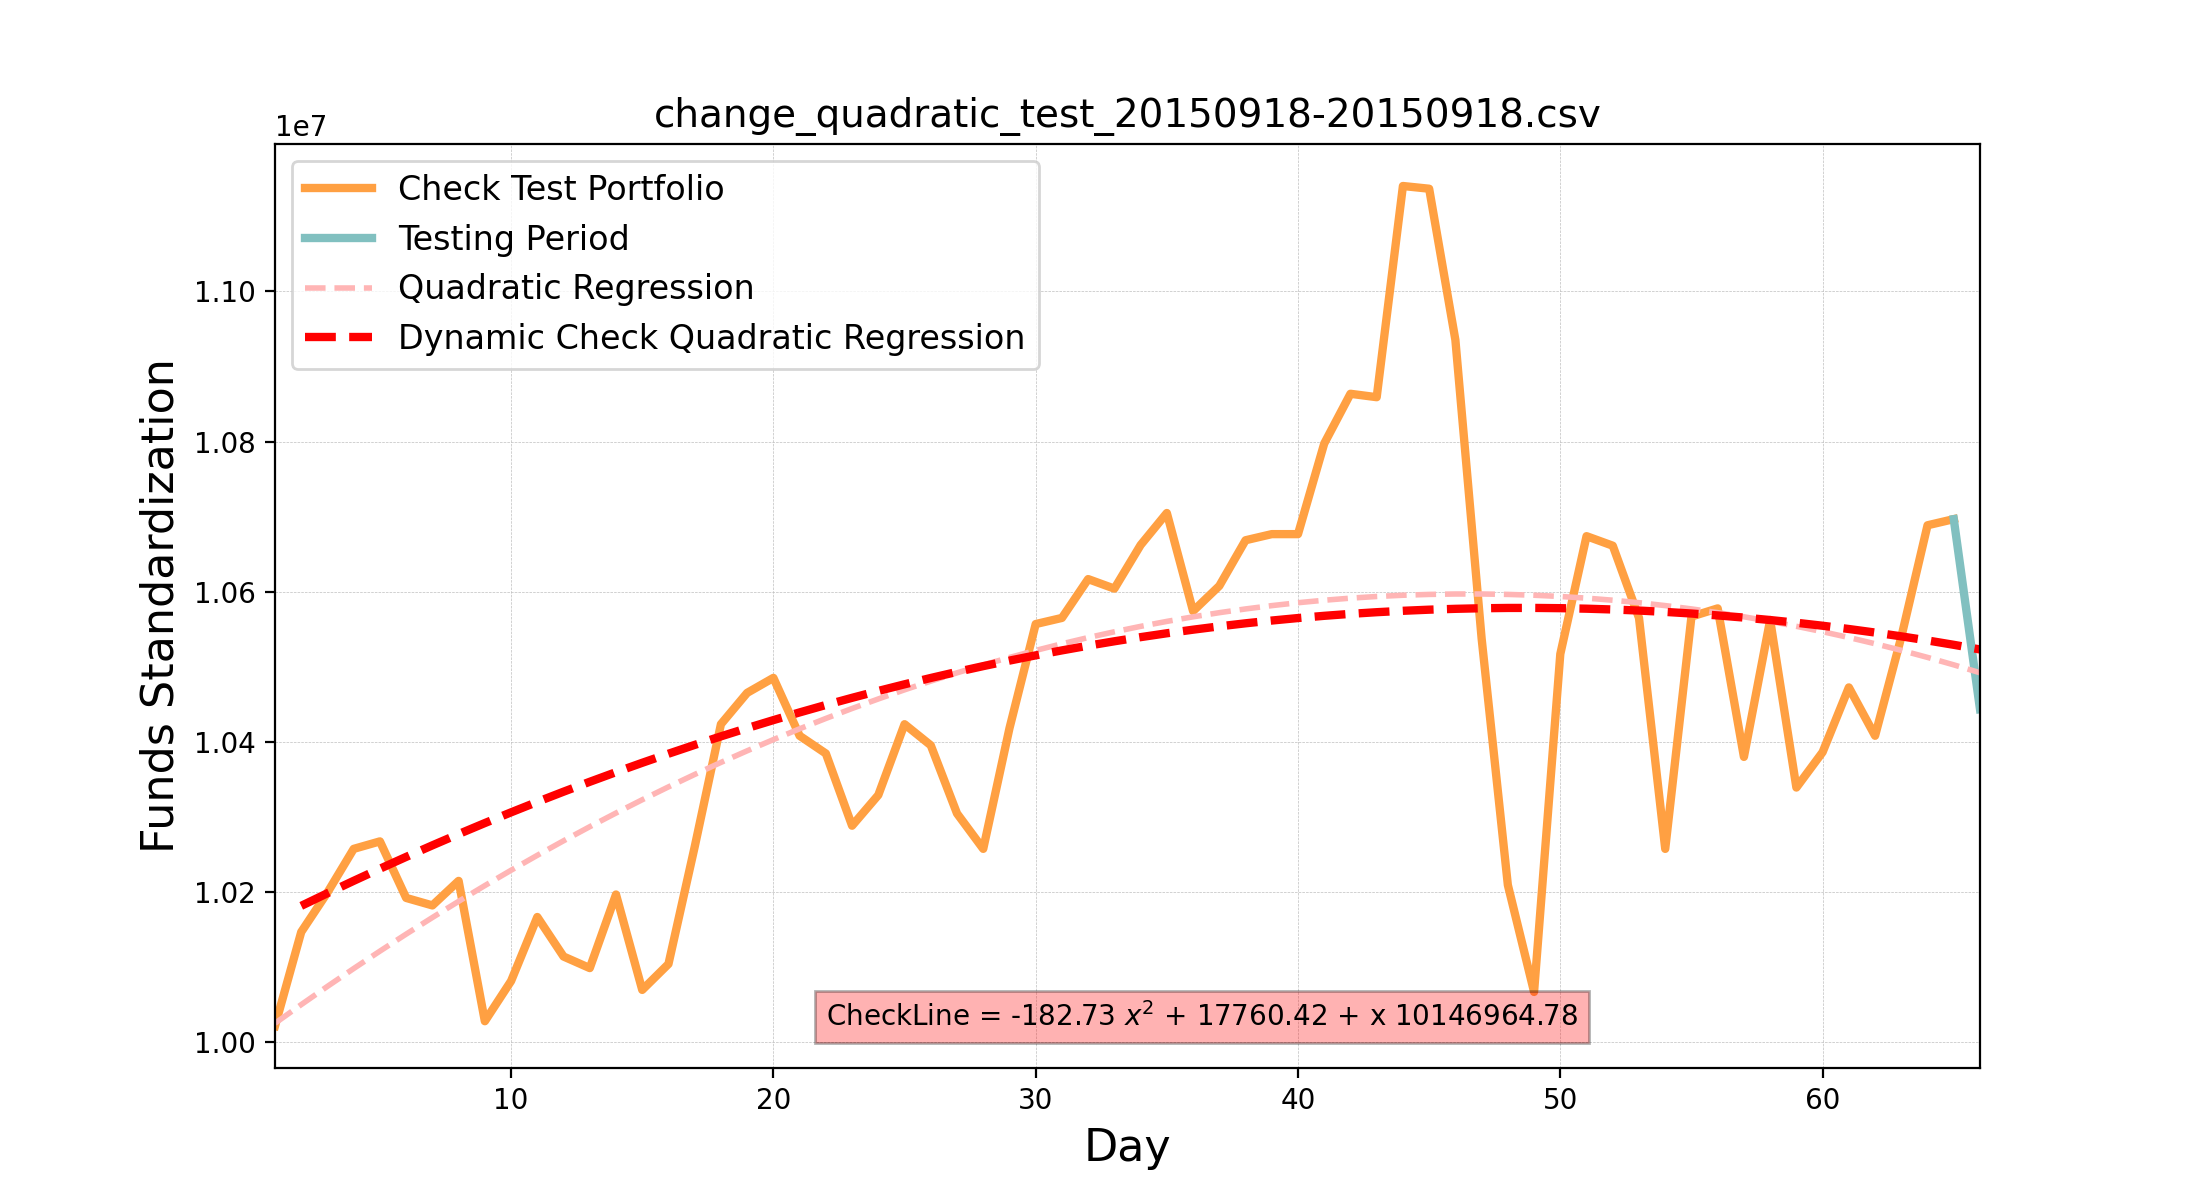 change_quadratic_test_20150918-20150918.csv
1e7
Check Test Portfolio
Testing Period
Quadratic Regression
Dynamic Check Quadratic Regression
1.10
1.08
1.06
1.04
1.02
1.00
Funds Standardization
CheckLine = -182.73 x² + 17760.42 + x 10146964.78
10 20 30 40 50 60
Day